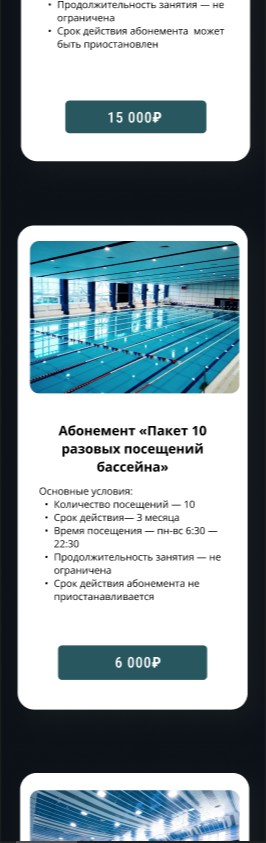 • Продолжительность занятия — не
ограничена
• Срок действия абонемента может
быть приостановлен
15 000₽
Абонемент «Пакет 10
разовых посещений
бассейна»
Основные условия:
• Количество посещений — 10
• Срок действия— 3 месяца
• Время посещения — пн-вс 6:30 —
22:30
• Продолжительность занятия — не
ограничена
• Срок действия абонемента не
приостанавливается
6 000₽